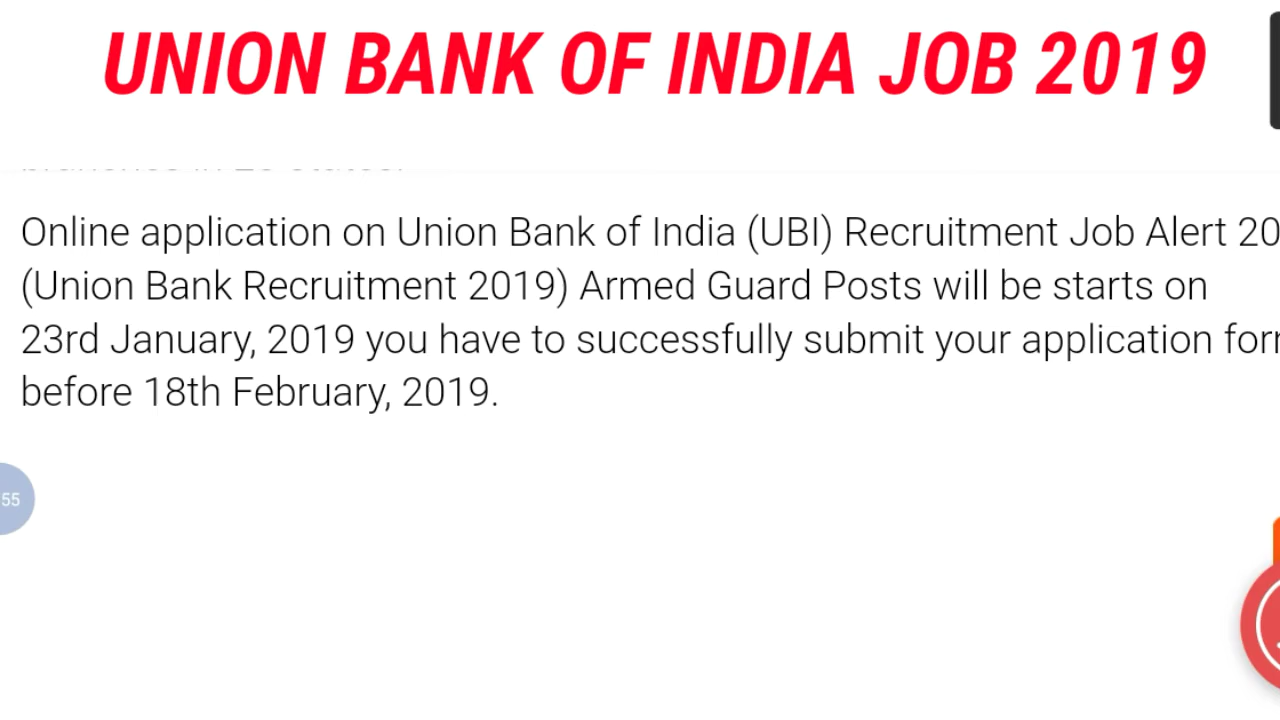 UNION BANK OF INDIA JOB 2019
Online application on Union Bank of India (UBI) Recruitment Job Alert 20
(Union Bank Recruitment 2019) Armed Guard Posts will be starts on
23rd January, 2019 you have to successfully submit your application for
before 18th February, 2019.
55